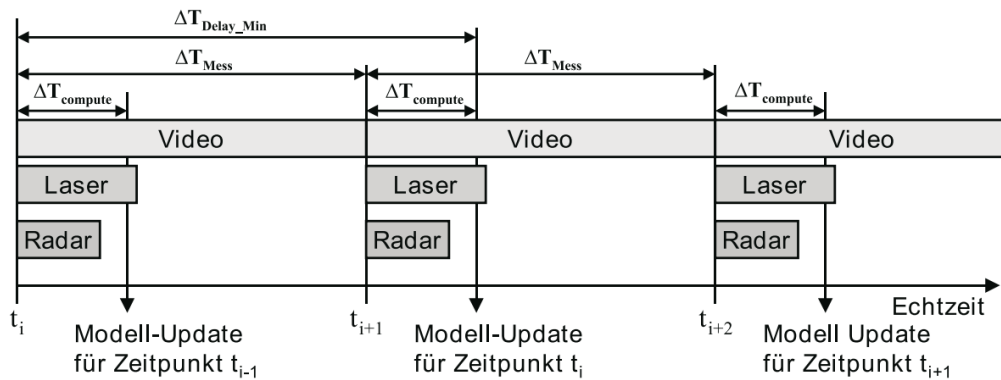 ΔT_Delay_Min
ΔT_Mess
ΔT_Mess
ΔT_compute
ΔT_compute
ΔT_compute
Video
Video
Video
Laser
Laser
Laser
Radar
Radar
Radar
Echtzeit
t_i
t_i+1
t_i+2
Modell-Update
für Zeitpunkt t_i-1
Modell-Update
für Zeitpunkt t_i
Modell Update
für Zeitpunkt t_i+1